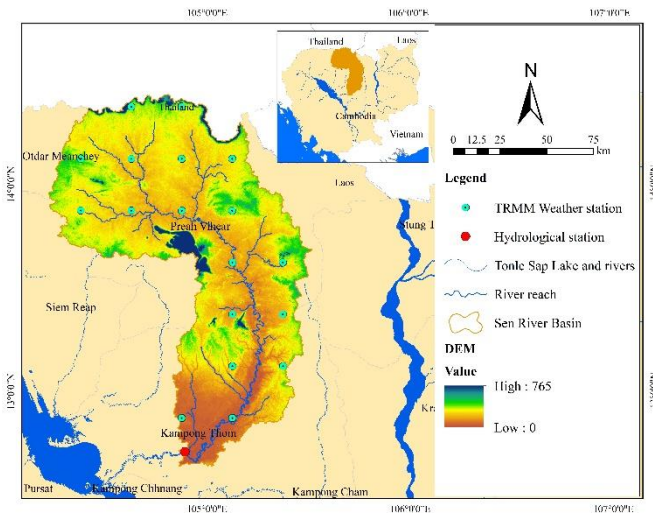 105°0'0"E
106°0'0"E
107°0'0"E
Thailand
Laos
Cambodia
Vietnam
N
0 12.5 25 50 75
km
Thailand
Otdar Meanchey
14°0'0"N
Laos
Legend
TRMM Weather station
Stung T
Preah Vihear
Hydrological station
Tonle Sap Lake and rivers
River reach
Siem Reap
Sen River Basin
DEM
Value
High : 765
13°0'0"N
Kra
Low : 0
Kampong Thom
Pursat
Kampong Chhnang
Kampong Cham
105°0'0"E
106°0'0"E
107°0'0"E